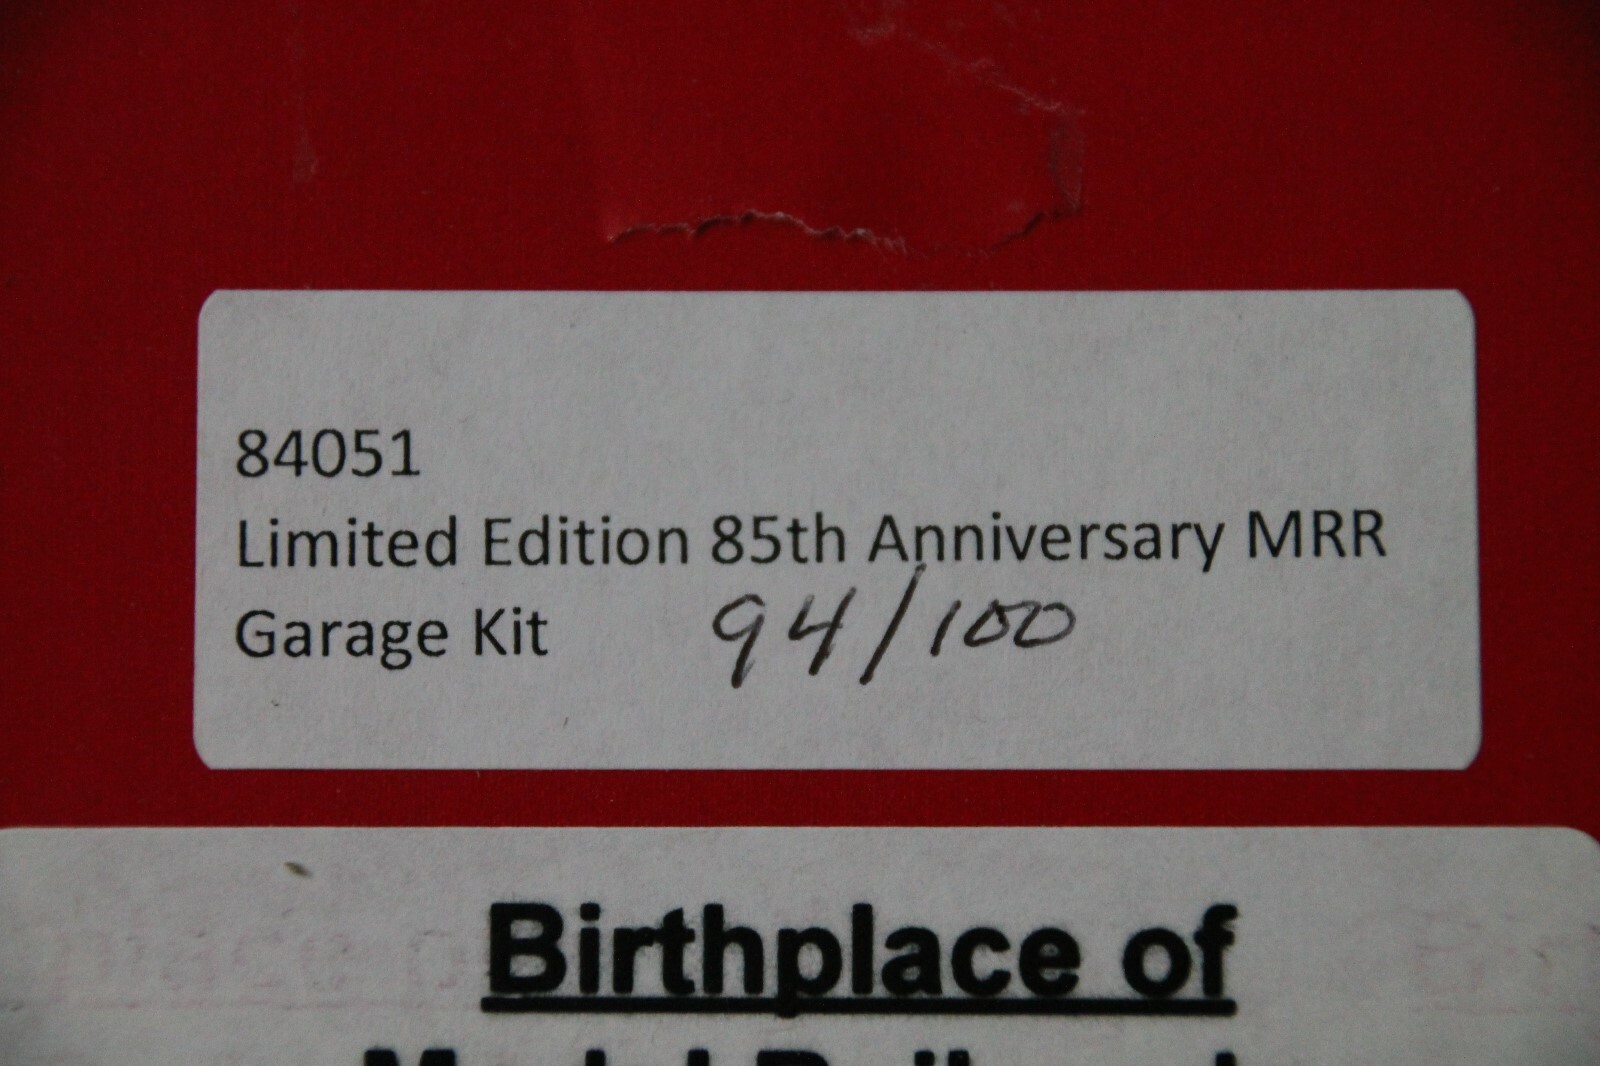 84051
Limited Edition 85th Anniversary MRR
Garage Kit 94/100
Birthplace of